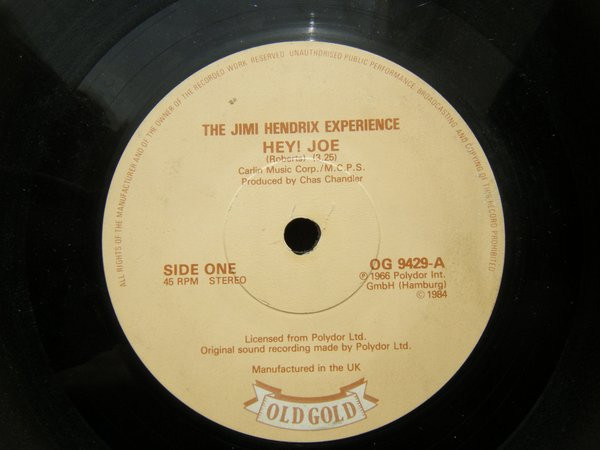 ALL RIGHTS OF THE MANUFACTURER AND OF THE OWNER OF THE RECORDED WORK RESERVED UNAUTHORISED PUBLIC PERFORMANCE, BROADCASTING AND COPYING OF THIS RECORD PROHIBITED
THE JIMI HENDRIX EXPERIENCE
HEY! JOE
(Roberts) (3.25)
Carlin Music Corp./M.C.P.S.
Produced by Chas Chandler
SIDE ONE
45 RPM STEREO
OG 9429-A
℗1966 Polydor Int.
GmbH (Hamburg)
©1984
Licensed from Polydor Ltd.
Original sound recording made by Polydor Ltd.
Manufactured in the UK
OLD GOLD